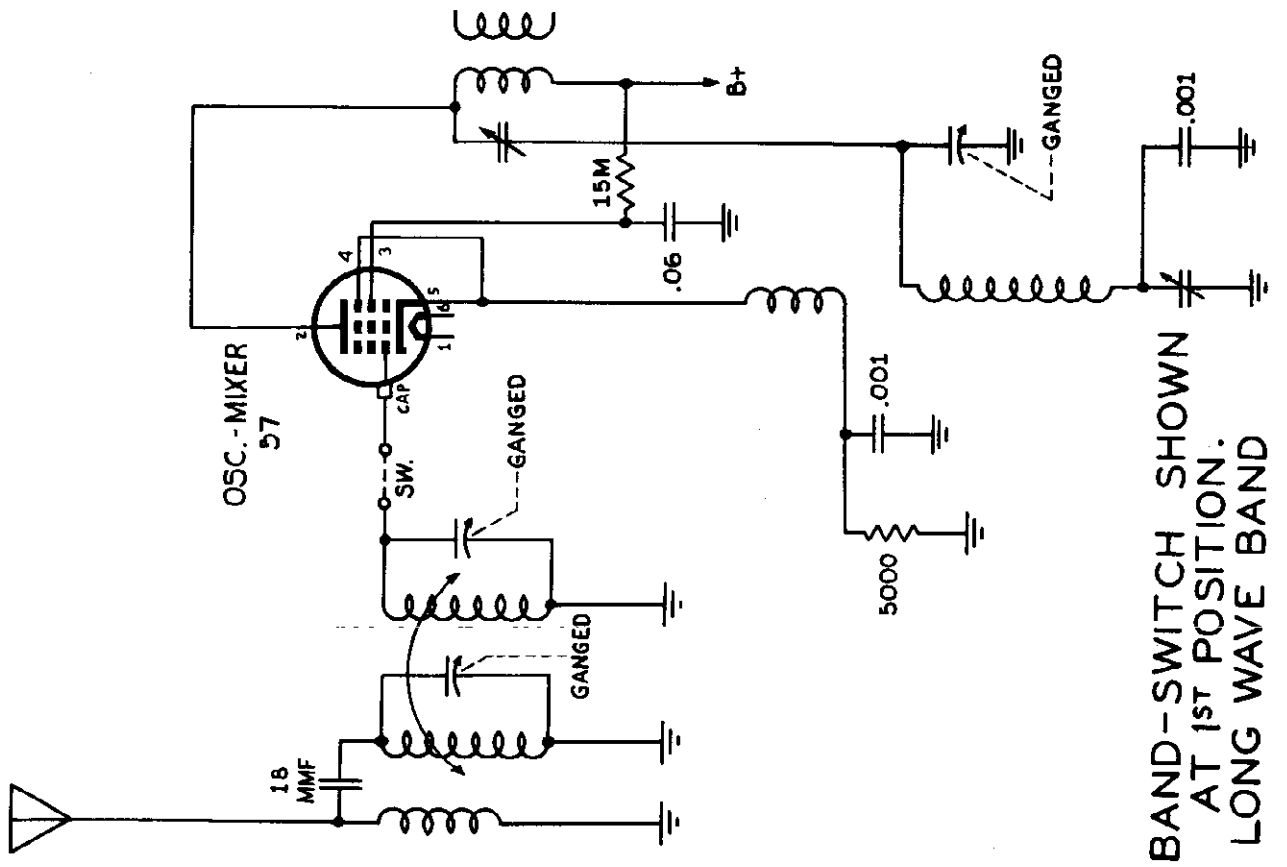 OSC.-MIXER
57
2
4
3
5
6
1
CAP
SW.
GANGED
GANGED
18
MMF
15M
B+
.06
GANGED
.001
.001
5000
BAND-SWITCH SHOWN
AT 1ST POSITION.
LONG WAVE BAND